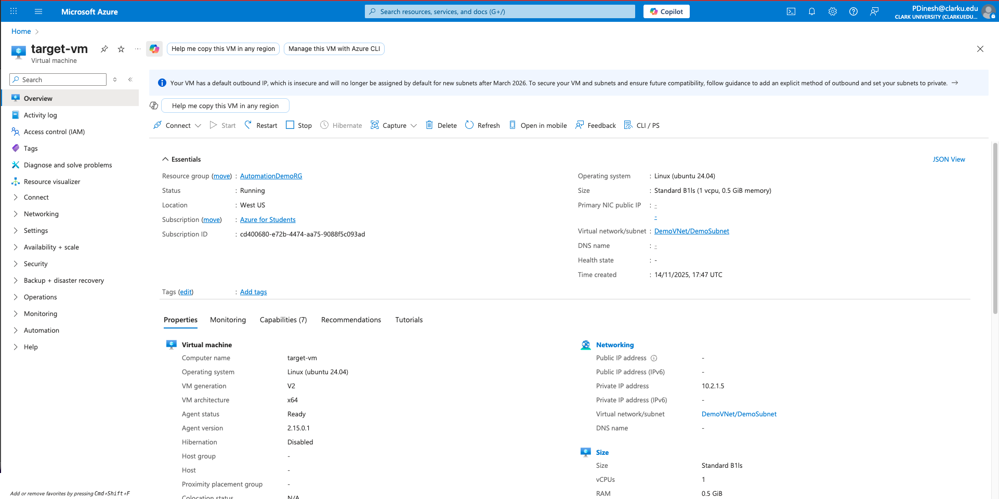 Microsoft Azure
Search resources, services, and docs (G+/)
Copilot
PDinesh@clarku.edu
CLARK UNIVERSITY (CLARKUEDU...
Home
target-vm
Virtual machine
Help me copy this VM in any region
Manage this VM with Azure CLI
Search
Overview
Activity log
Access control (IAM)
Tags
Diagnose and solve problems
Resource visualizer
Connect
Networking
Settings
Availability + scale
Security
Backup + disaster recovery
Operations
Monitoring
Automation
Help
Add or remove favorites by pressing Cmd+Shift+F
Your VM has a default outbound IP, which is insecure and will no longer be assigned by default for new subnets after March 2026. To secure your VM and subnets and ensure future compatibility, follow guidance to add an explicit method of outbound and set your subnets to private. →
Help me copy this VM in any region
Connect Start Restart Stop Hibernate Capture Delete Refresh Open in mobile Feedback CLI / PS
Essentials
JSON View
Resource group (move) : AutomationDemoRG
Status : Running
Location : West US
Subscription (move) : Azure for Students
Subscription ID : cd400680-e72b-4474-aa75-9088f5c093ad
Operating system : Linux (ubuntu 24.04)
Size : Standard B1ls (1 vcpu, 0.5 GiB memory)
Primary NIC public IP : -
-
Virtual network/subnet : DemoVNet/DemoSubnet
DNS name : -
Health state : -
Time created : 14/11/2025, 17:47 UTC
Tags (edit) : Add tags
Properties Monitoring Capabilities (7) Recommendations Tutorials
Virtual machine
Computer name target-vm
Operating system Linux (ubuntu 24.04)
VM generation V2
VM architecture x64
Agent status Ready
Agent version 2.15.0.1
Hibernation Disabled
Host group -
Host -
Proximity placement group -
Colocation status N/A
Networking
Public IP address -
Public IP address (IPv6) -
Private IP address 10.2.1.5
Private IP address (IPv6) -
Virtual network/subnet DemoVNet/DemoSubnet
DNS name -
Size
Size Standard B1ls
vCPUs 1
RAM 0.5 GiB